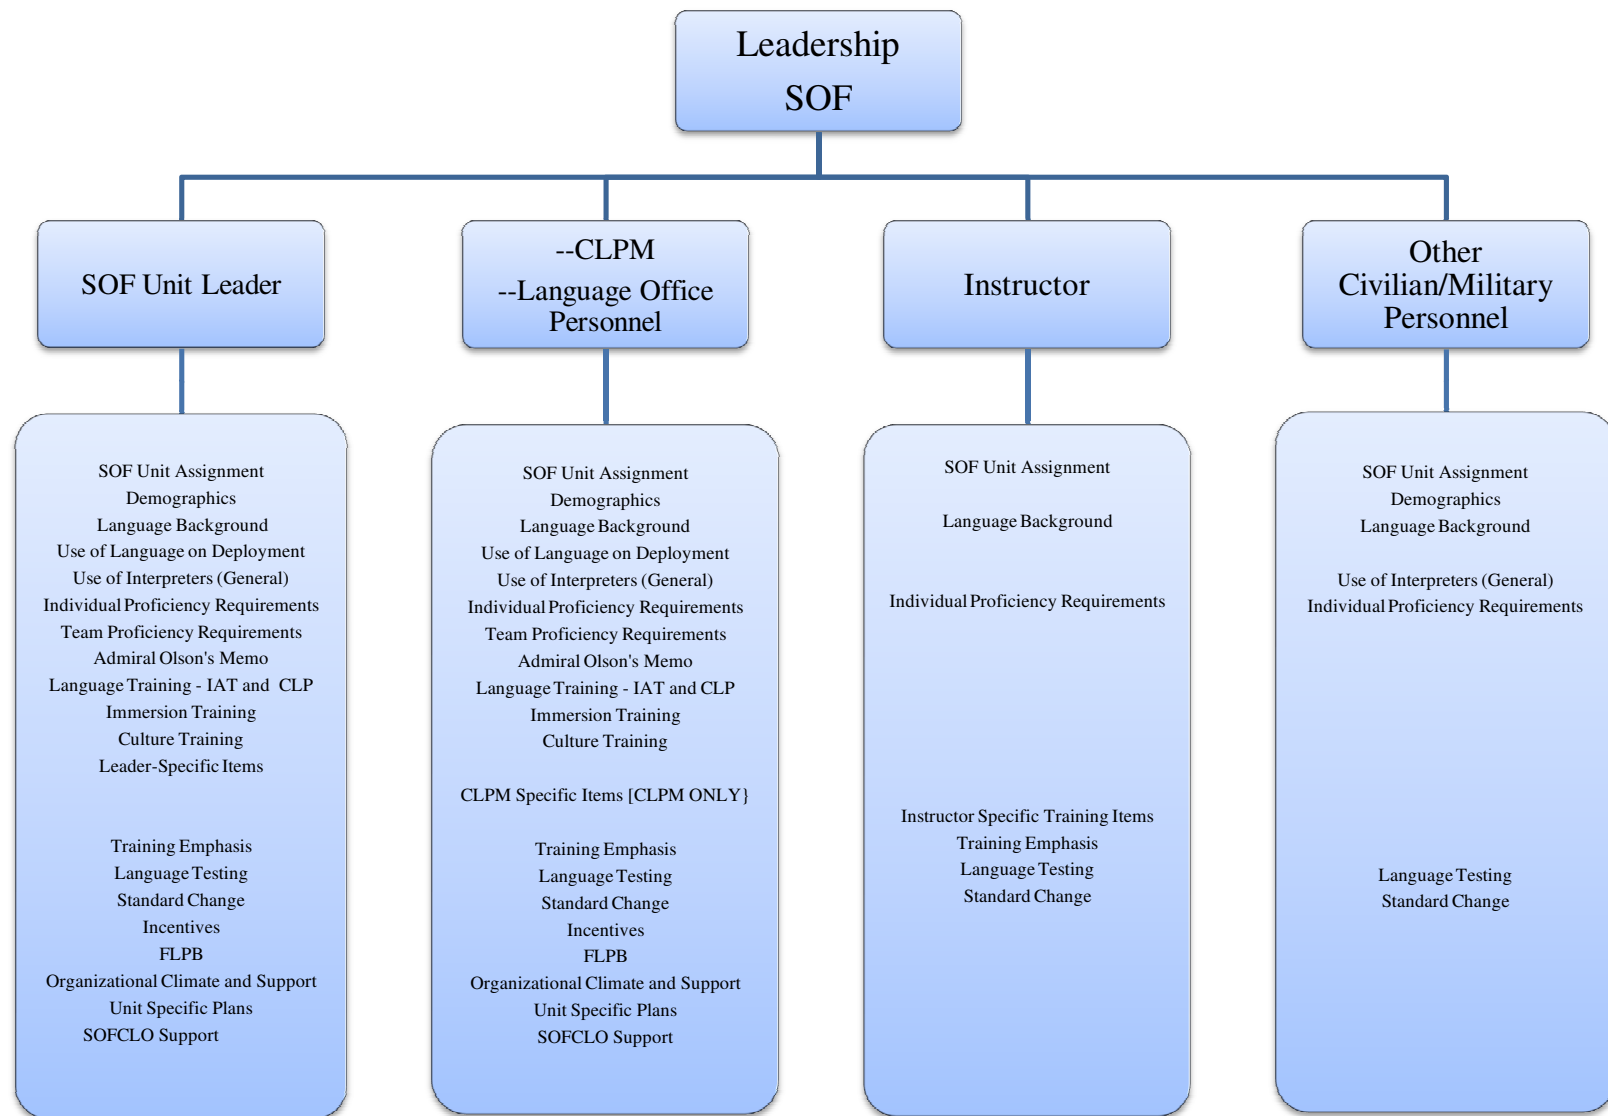 Leadership
SOF
SOF Unit Leader
--CLPM
--Language Office
Personnel
Instructor
Other
Civilian/Military
Personnel
SOF Unit Assignment
Demographics
Language Background
Use of Language on Deployment
Use of Interpreters (General)
Individual Proficiency Requirements
Team Proficiency Requirements
Admiral Olson's Memo
Language Training - IAT and CLP
Immersion Training
Culture Training
Leader-Specific Items
Training Emphasis
Language Testing
Standard Change
Incentives
FLPB
Organizational Climate and Support
Unit Specific Plans
SOFCLO Support
SOF Unit Assignment
Demographics
Language Background
Use of Language on Deployment
Use of Interpreters (General)
Individual Proficiency Requirements
Team Proficiency Requirements
Admiral Olson's Memo
Language Training - IAT and CLP
Immersion Training
Culture Training
CLPM Specific Items [CLPM ONLY}
Training Emphasis
Language Testing
Standard Change
Incentives
FLPB
Organizational Climate and Support
Unit Specific Plans
SOFCLO Support
SOF Unit Assignment
Language Background
Individual Proficiency Requirements
Instructor Specific Training Items
Training Emphasis
Language Testing
Standard Change
SOF Unit Assignment
Demographics
Language Background
Use of Interpreters (General)
Individual Proficiency Requirements
Language Testing
Standard Change